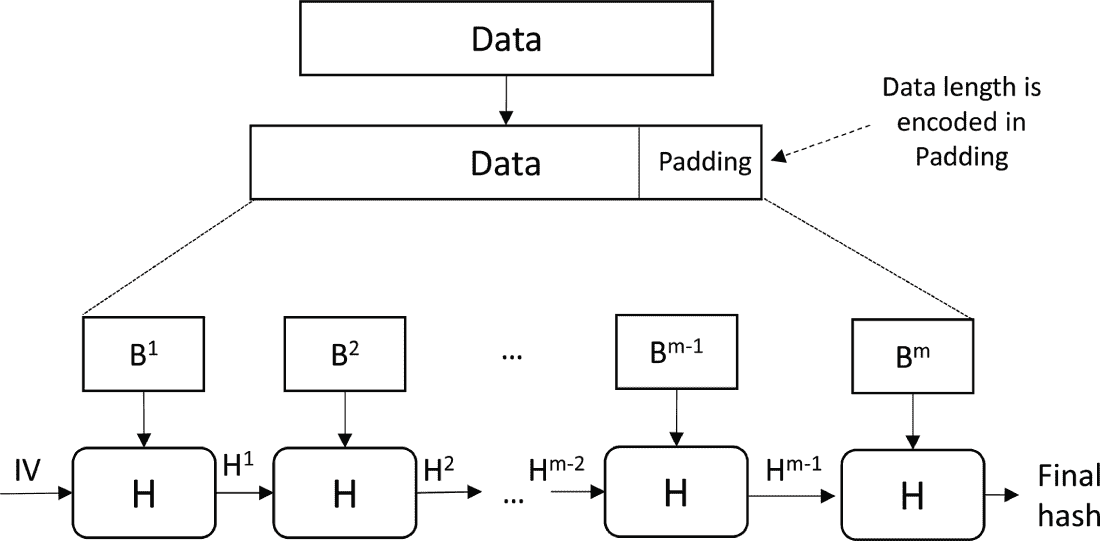 Data
Data length is
encoded in
Padding
Data
Padding
B¹
B²
...
Bᵐ⁻¹
Bᵐ
IV
H
H¹
H
H²
...
Hᵐ⁻²
H
Hᵐ⁻¹
H
Final
hash